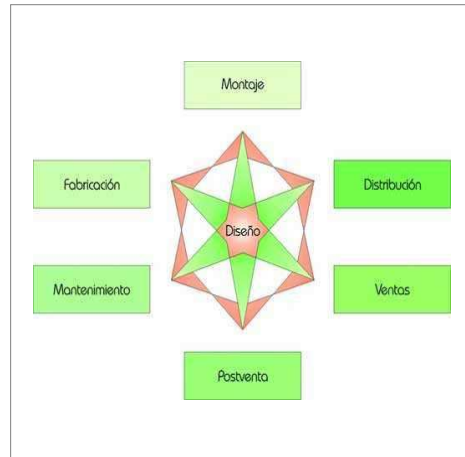 Montaje
Fabricación
Distribución
Diseño
Mantenimiento
Ventas
Postventa